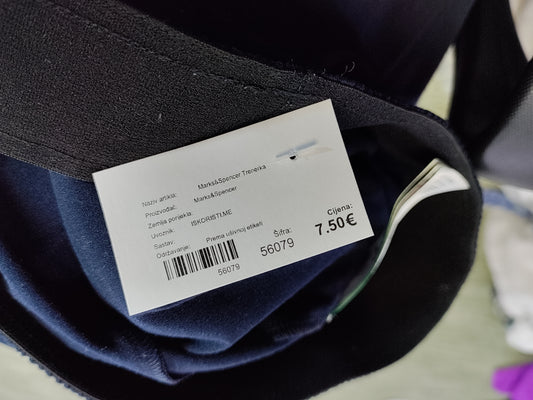 Naziv artikla: Marks&Spencer Trenerka
Proizvođač: Marks&Spencer
Zemlja porijekla:
Uvoznik: ISKORISTI.ME
Sastav:
Održavanje: Prema ušivnoj etiketi
56079
Šifra:
56079
Cijena:
7.50€